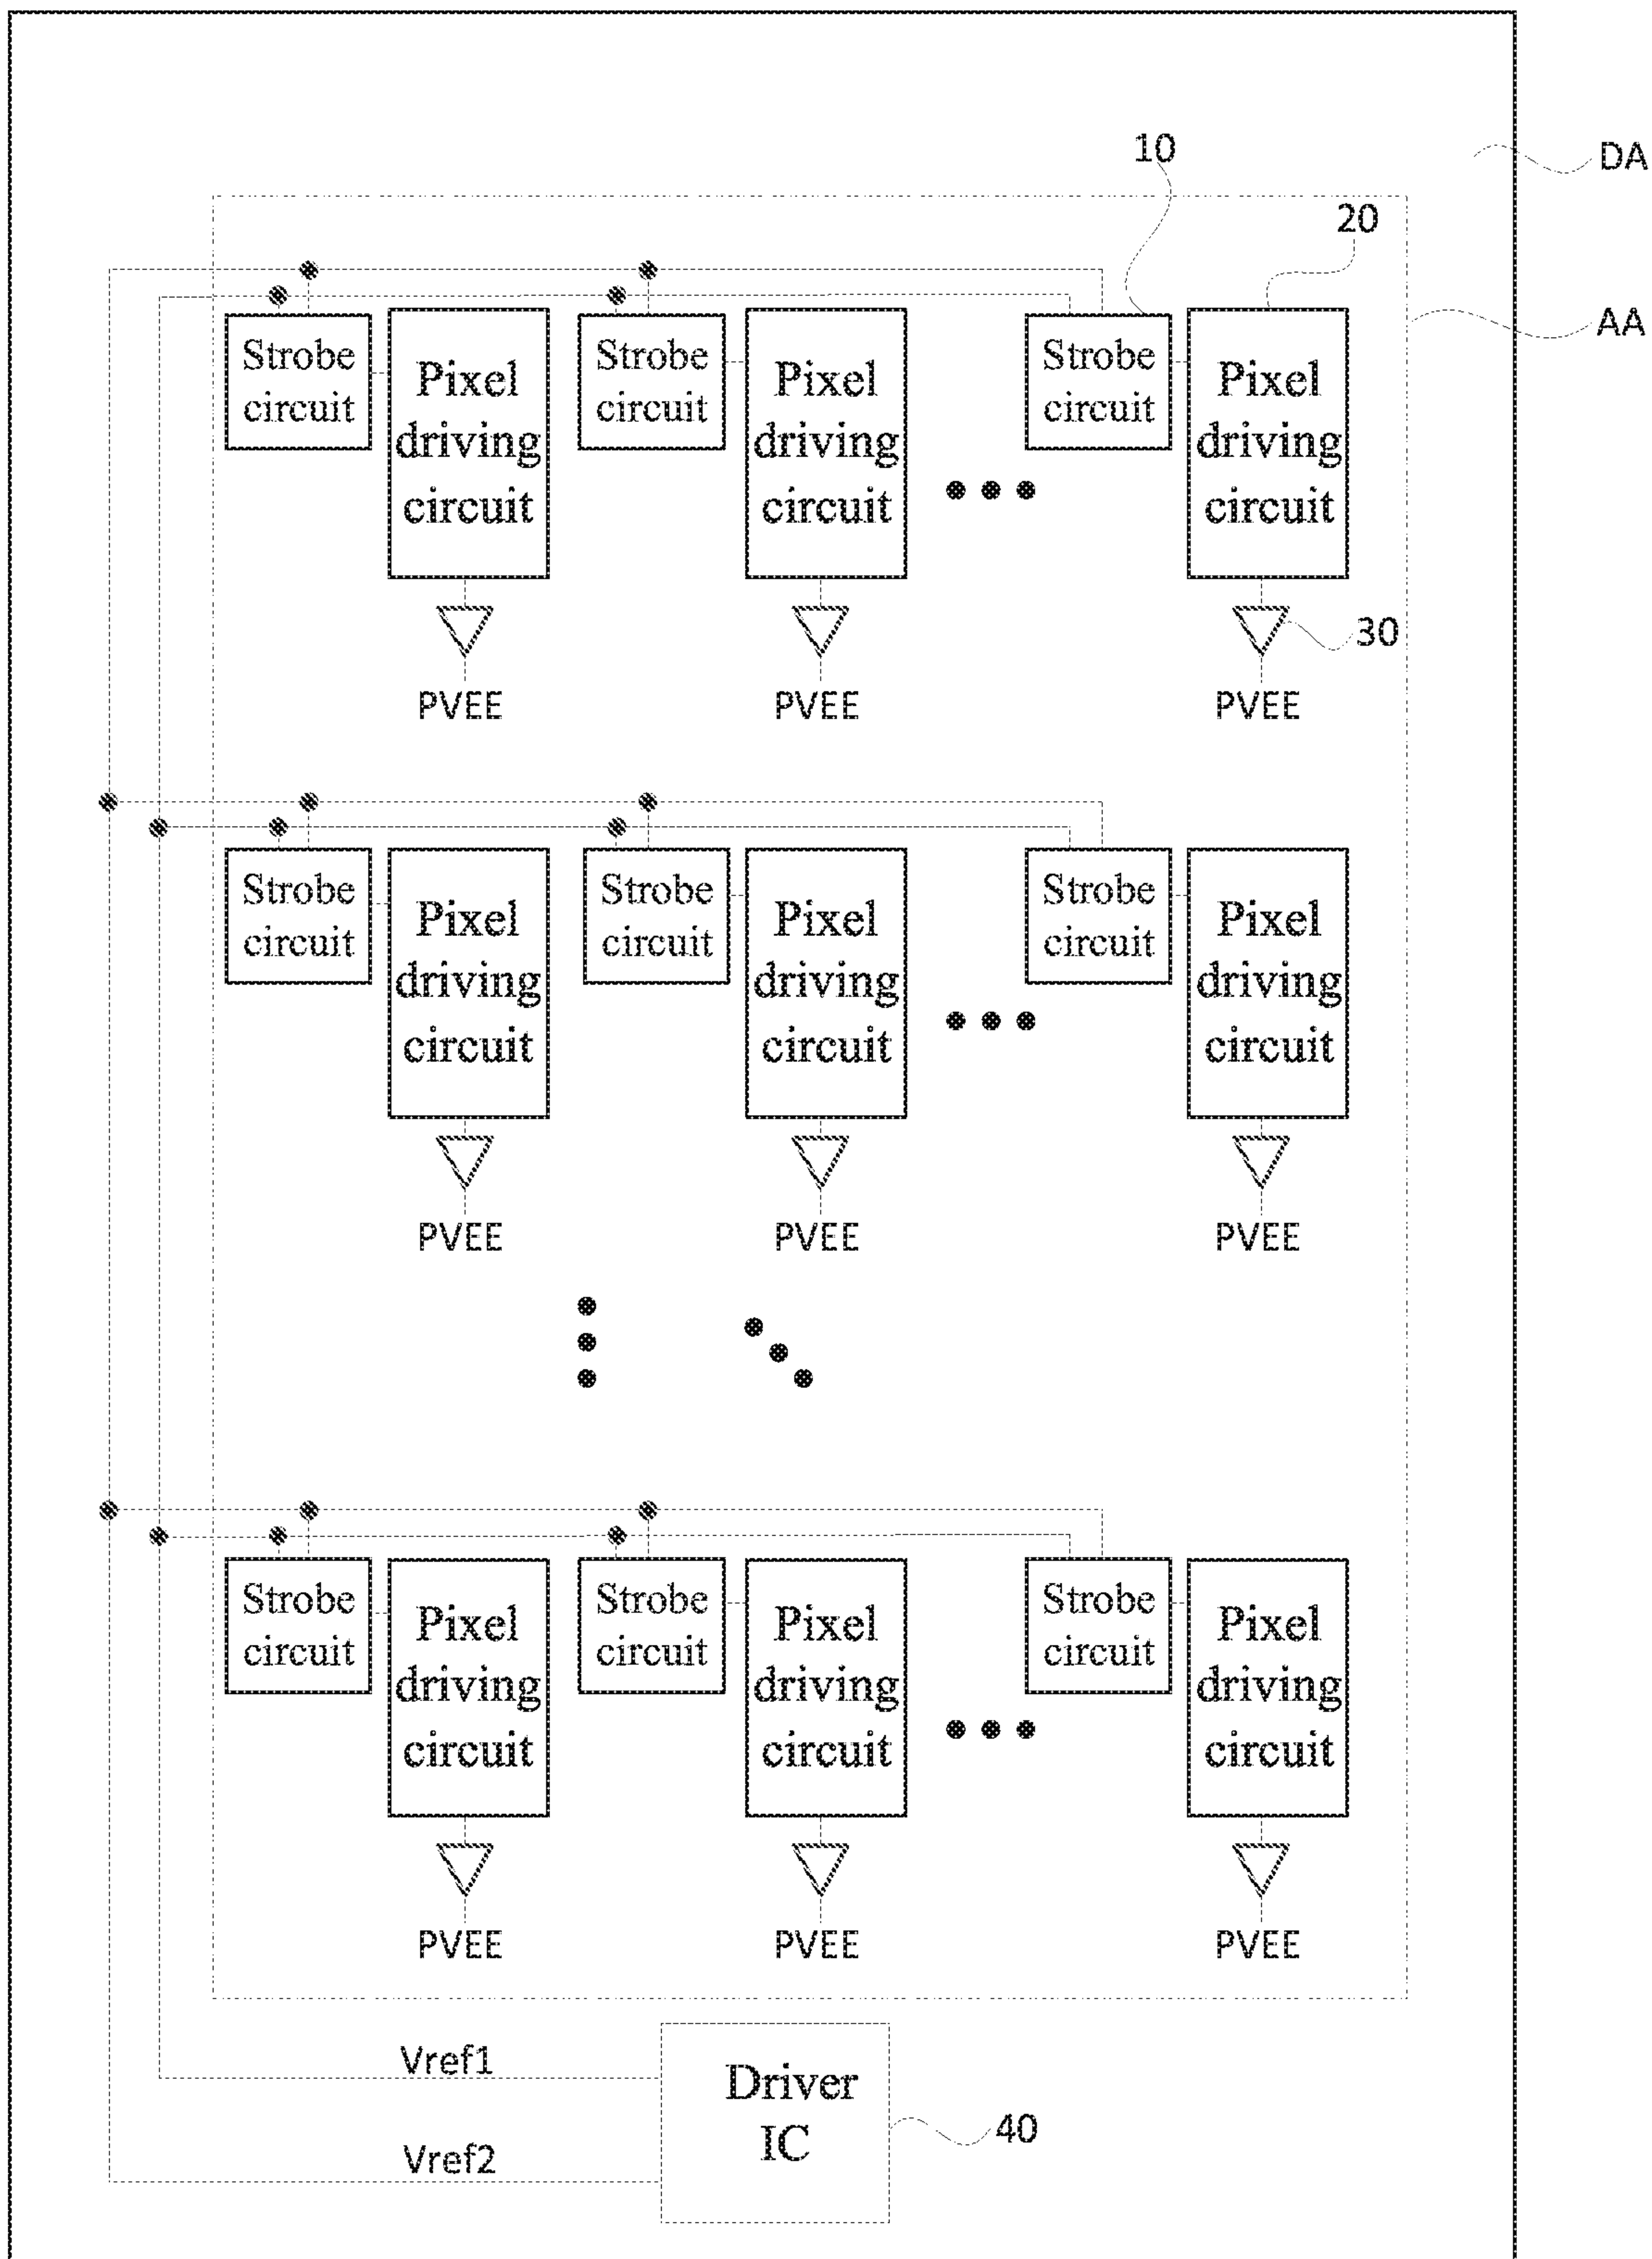 DA
10
20
AA
Strobe
circuit
Pixel
driving
circuit
Strobe
circuit
Pixel
driving
circuit
Strobe
circuit
Pixel
driving
circuit
30
PVEE
PVEE
PVEE
Strobe
circuit
Pixel
driving
circuit
Strobe
circuit
Pixel
driving
circuit
Strobe
circuit
Pixel
driving
circuit
PVEE
PVEE
PVEE
Strobe
circuit
Pixel
driving
circuit
Strobe
circuit
Pixel
driving
circuit
Strobe
circuit
Pixel
driving
circuit
PVEE
PVEE
PVEE
Vref1
Vref2
Driver
IC
40